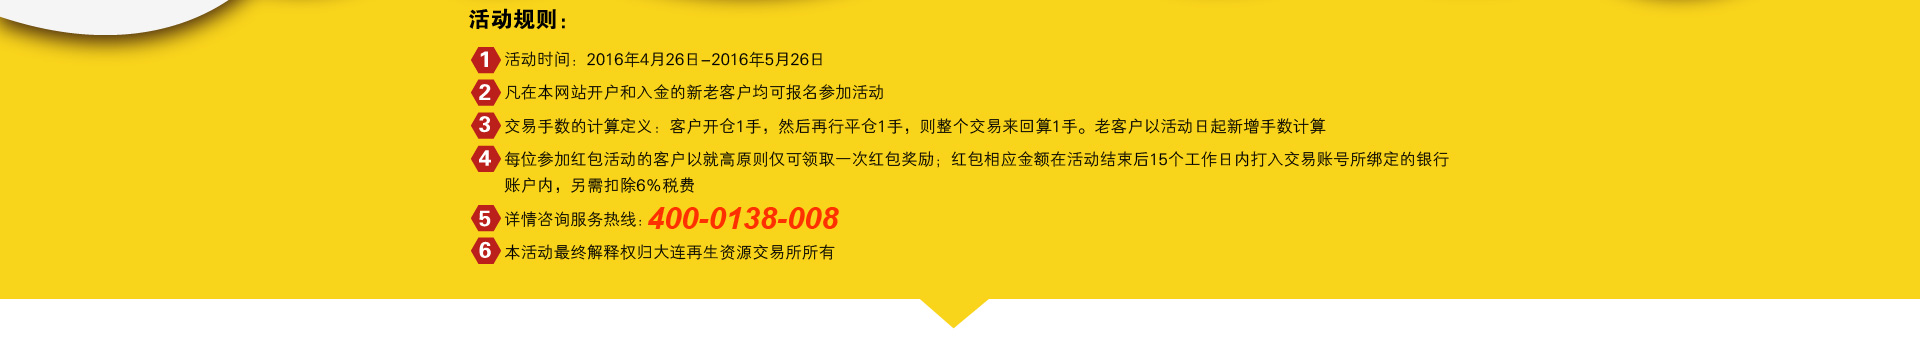 活动规则：
1 活动时间：2016年4月26日-2016年5月26日
2 凡在本网站开户和入金的新老客户均可报名参加活动
3 交易手数的计算定义：客户开仓1手，然后再行平仓1手，则整个交易来回算1手。老客户以活动日起新增手数计算
4 每位参加红包活动的客户以就高原则仅可领取一次红包奖励；红包相应金额在活动结束后15个工作日内打入交易账号所绑定的银行
账户内，另需扣除6%税费
5 详情咨询服务热线：400-0138-008
6 本活动最终解释权归大连再生资源交易所所有